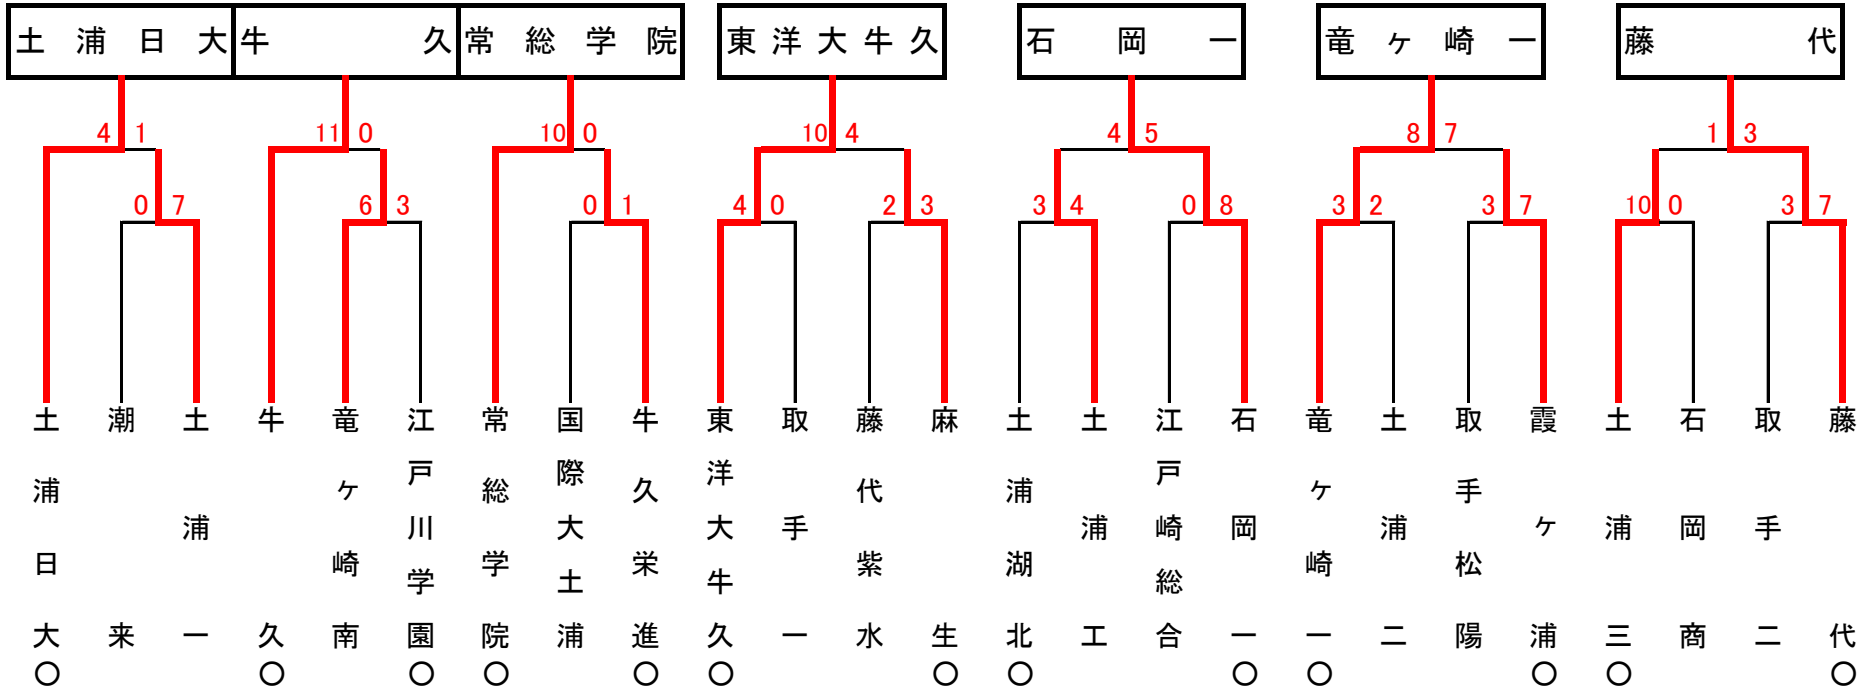 土浦日大 牛久 常総学院 東洋大牛久 石岡一 竜ヶ崎一 藤代
4 1 11 0 10 0 10 4 4 5 8 7 1 3
0 7 6 3 0 1 4 0 2 3 3 4 0 8 3 2 3 7 10 0 3 7
土浦日大
潮来
土浦一
牛久
竜ヶ崎南
江戸川学園
常総学院
国際大土浦
牛久栄進
東洋大牛久
取手一
藤代紫水
麻生
土浦湖北
土浦工
江戸崎総合
石岡一
竜ヶ崎一
土浦二
取手松陽
霞ヶ浦
土浦三
石岡商
取手二
藤代
○ ○ ○ ○ ○ ○ ○ ○ ○ ○ ○ ○ ○